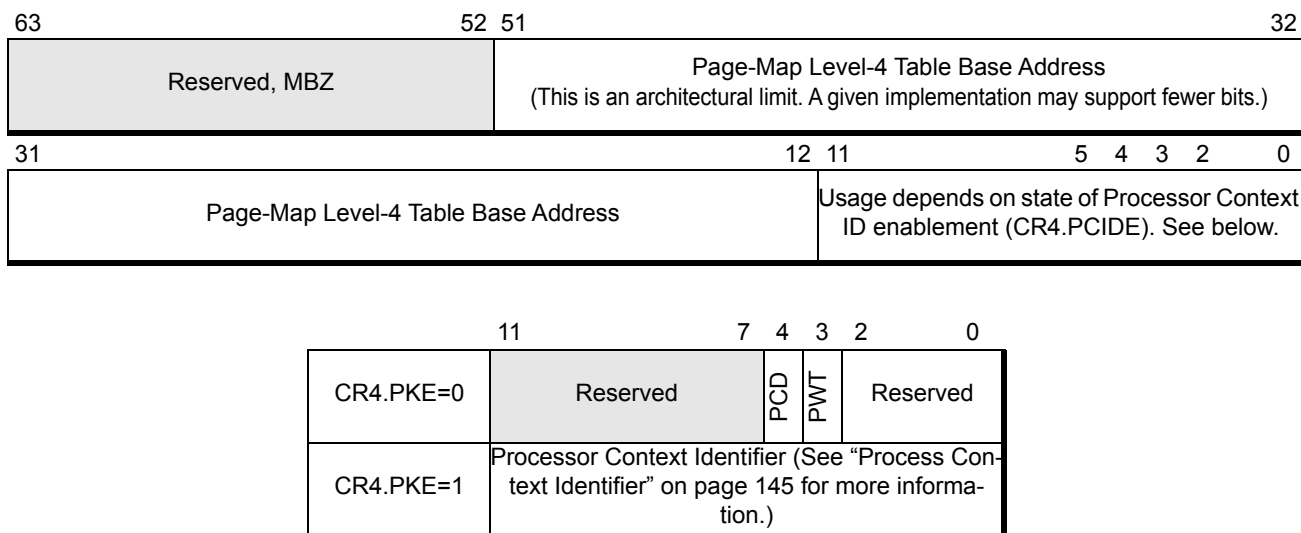 63 52 51 32
Reserved, MBZ
Page-Map Level-4 Table Base Address
(This is an architectural limit. A given implementation may support fewer bits.)
31 12 11 5 4 3 2 0
Page-Map Level-4 Table Base Address
Usage depends on state of Processor Context
ID enablement (CR4.PCIDE). See below.
11 7 4 3 2 0
CR4.PKE=0 Reserved PCD PWT Reserved
CR4.PKE=1
Processor Context Identifier (See “Process Con-
text Identifier” on page 145 for more informa-
tion.)